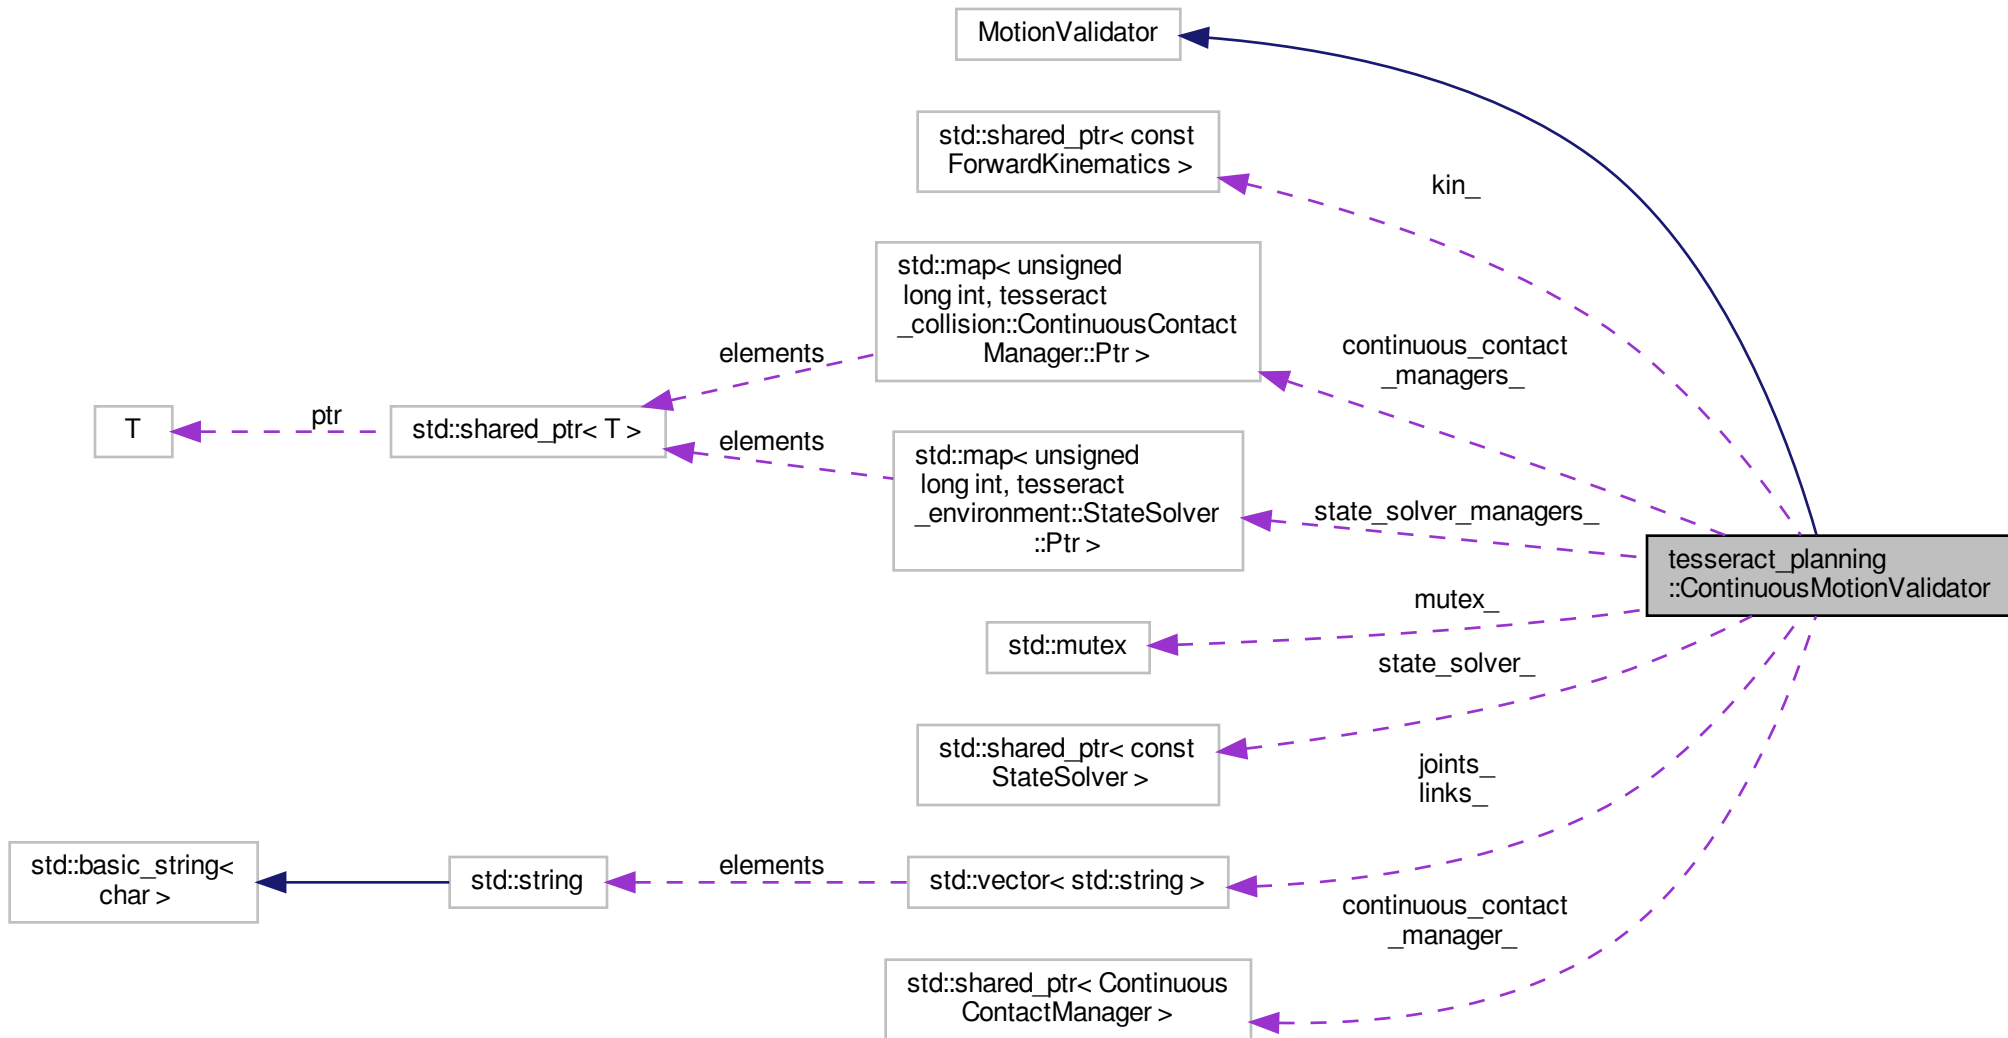 MotionValidator
std::shared_ptr< const
ForwardKinematics >
kin_
std::map< unsigned
long int, tesseract
_collision::ContinuousContact
Manager::Ptr >
elements
continuous_contact
_managers_
T
ptr
std::shared_ptr< T >
elements
std::map< unsigned
long int, tesseract
_environment::StateSolver
::Ptr >
state_solver_managers_
tesseract_planning
::ContinuousMotionValidator
mutex_
std::mutex
state_solver_
std::shared_ptr< const
StateSolver >
joints_
links_
std::basic_string<
char >
std::string
elements
std::vector< std::string >
continuous_contact
_manager_
std::shared_ptr< Continuous
ContactManager >